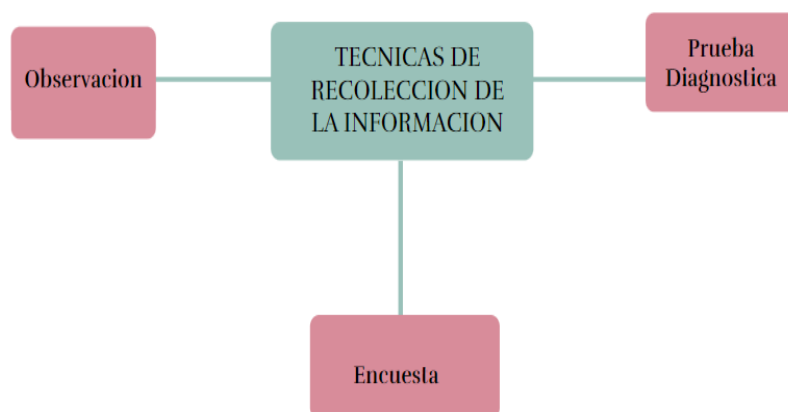 Observacion
TECNICAS DE
RECOLECCION DE
LA INFORMACION
Prueba
Diagnostica
Encuesta